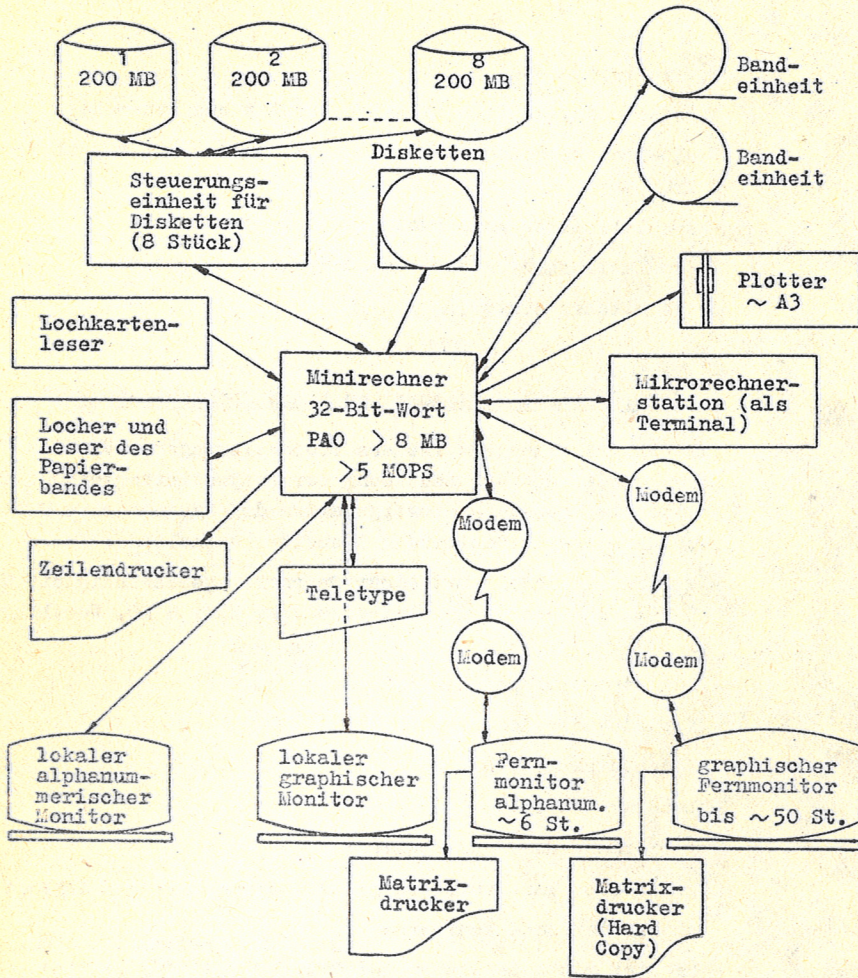 1
200 MB
2
200 MB
8
200 MB
Band-
einheit
Band-
einheit
Disketten
Steuerungs-
einheit für
Disketten
(8 Stück)
Plotter
~ A3
Lochkarten-
leser
Minirechner
32-Bit-Wort
PAO > 8 MB
>5 MOPS
Mikrorechner-
station (als
Terminal)
Locher und
Leser des
Papier-
bandes
Modem
Modem
Zeilendrucker
Teletype
Modem
Modem
lokaler
alphanum-
merischer
Monitor
lokaler
graphischer
Monitor
Fern-
monitor
alphanum.
~6 St.
graphischer
Fernmonitor
bis ~50 St.
Matrix-
drucker
Matrix-
drucker
(Hard
Copy)